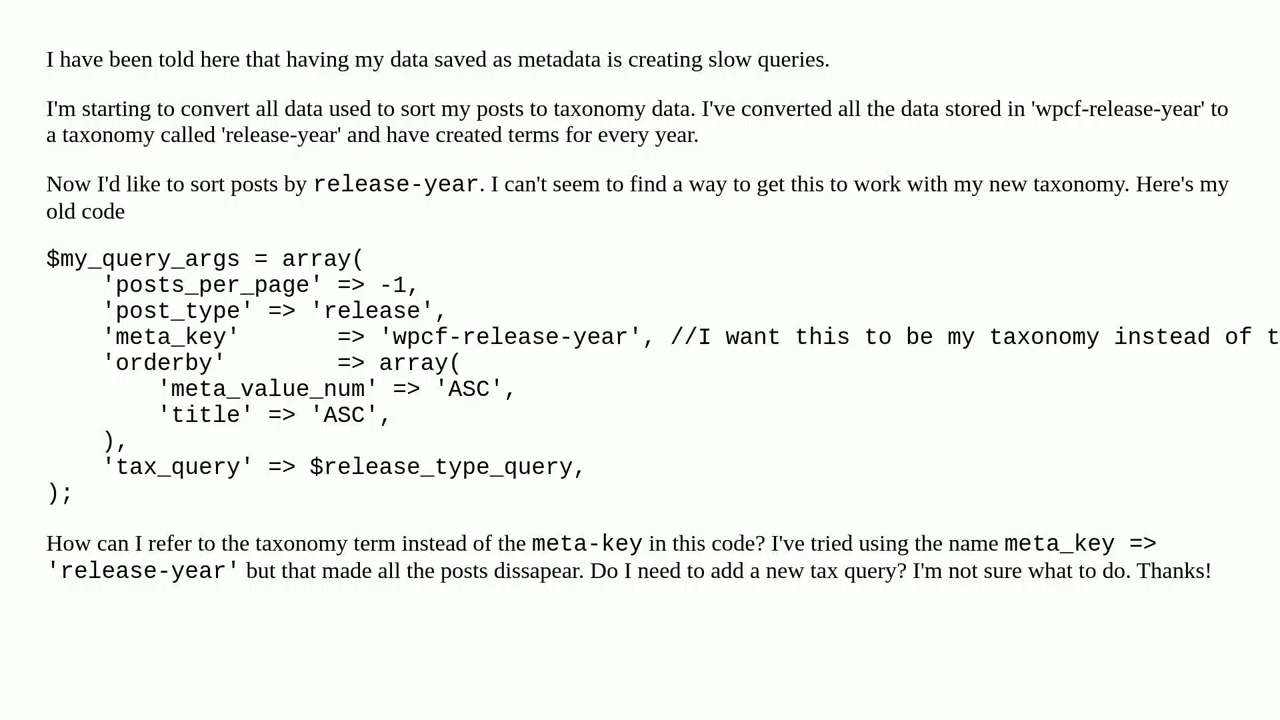 I have been told here that having my data saved as metadata is creating slow queries.
I'm starting to convert all data used to sort my posts to taxonomy data. I've converted all the data stored in 'wpcf-release-year' to
a taxonomy called 'release-year' and have created terms for every year.
Now I'd like to sort posts by release-year. I can't seem to find a way to get this to work with my new taxonomy. Here's my
old code
$my_query_args = array(
    'posts_per_page' => -1,
    'post_type' => 'release',
    'meta_key'       => 'wpcf-release-year', //I want this to be my taxonomy instead of t
    'orderby'        => array(
        'meta_value_num' => 'ASC',
        'title' => 'ASC',
    ),
    'tax_query' => $release_type_query,
);
How can I refer to the taxonomy term instead of the meta-key in this code? I've tried using the name meta_key =>
'release-year' but that made all the posts dissapear. Do I need to add a new tax query? I'm not sure what to do. Thanks!